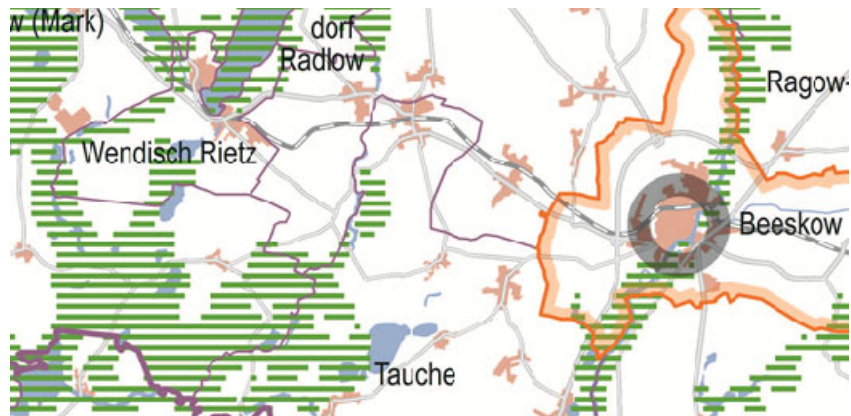 w (Mark)
dorf
Radlow
Ragow-
Wendisch Rietz
Beeskow
Tauche